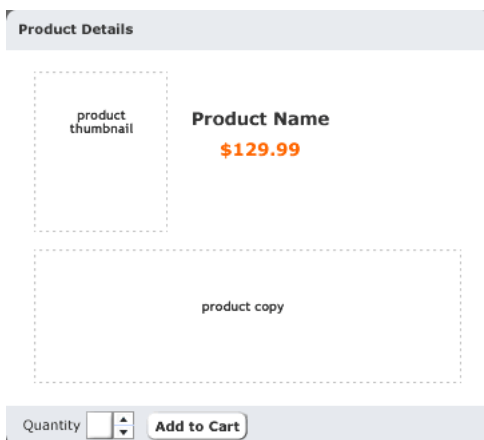 Product Details
product
thumbnail
Product Name
$129.99
product copy
Quantity
Add to Cart